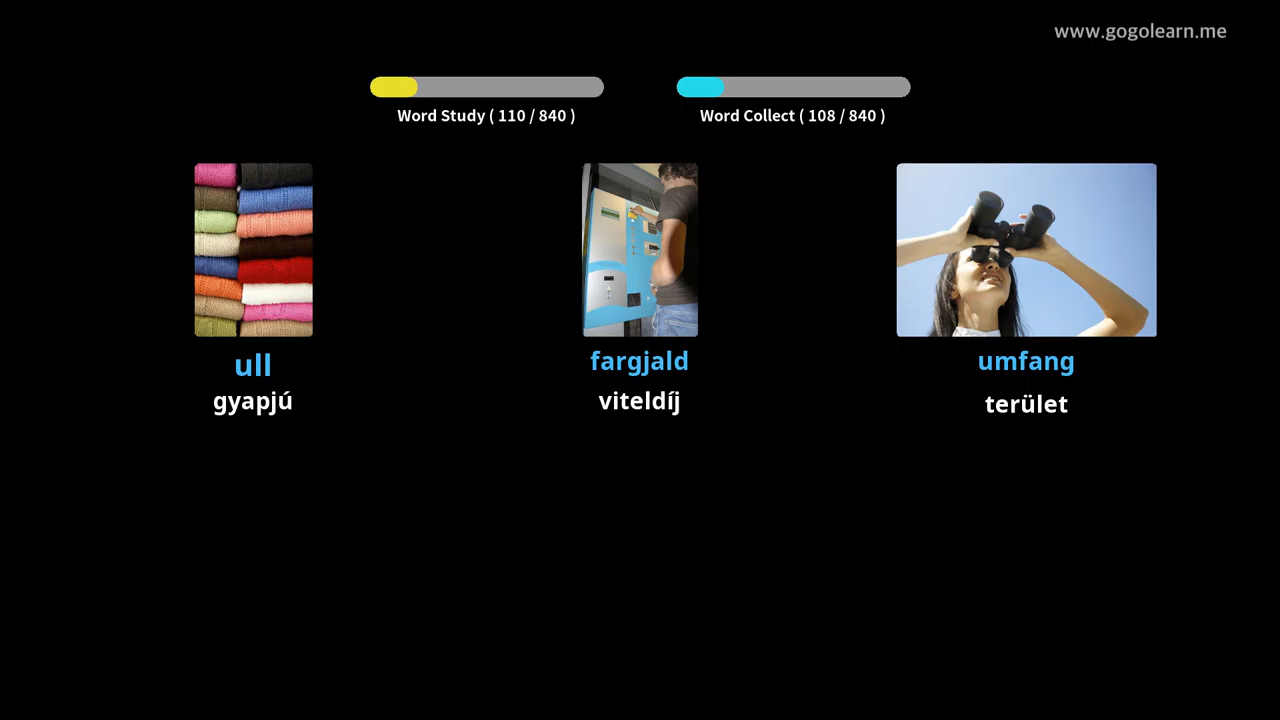 www.gogolearn.me
Word Study ( 110 / 840 )
Word Collect ( 108 / 840 )
ull
fargjald
umfang
gyapjú
viteldíj
terület